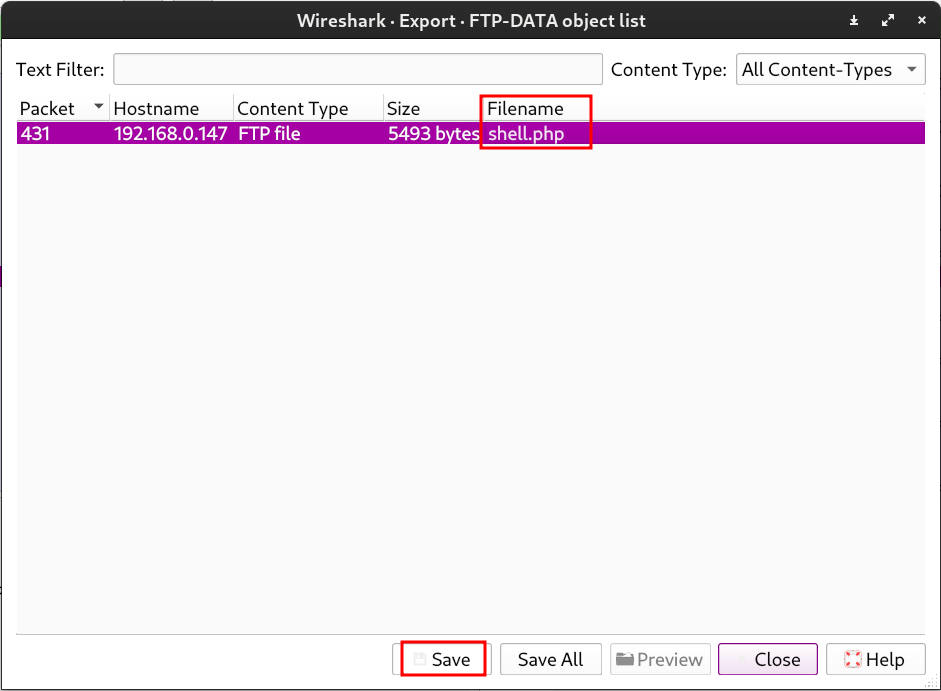 Wireshark · Export · FTP-DATA object list
Text Filter: Content Type: All Content-Types
Packet Hostname Content Type Size Filename
431 192.168.0.147 FTP file 5493 bytes shell.php
Save Save All Preview Close Help